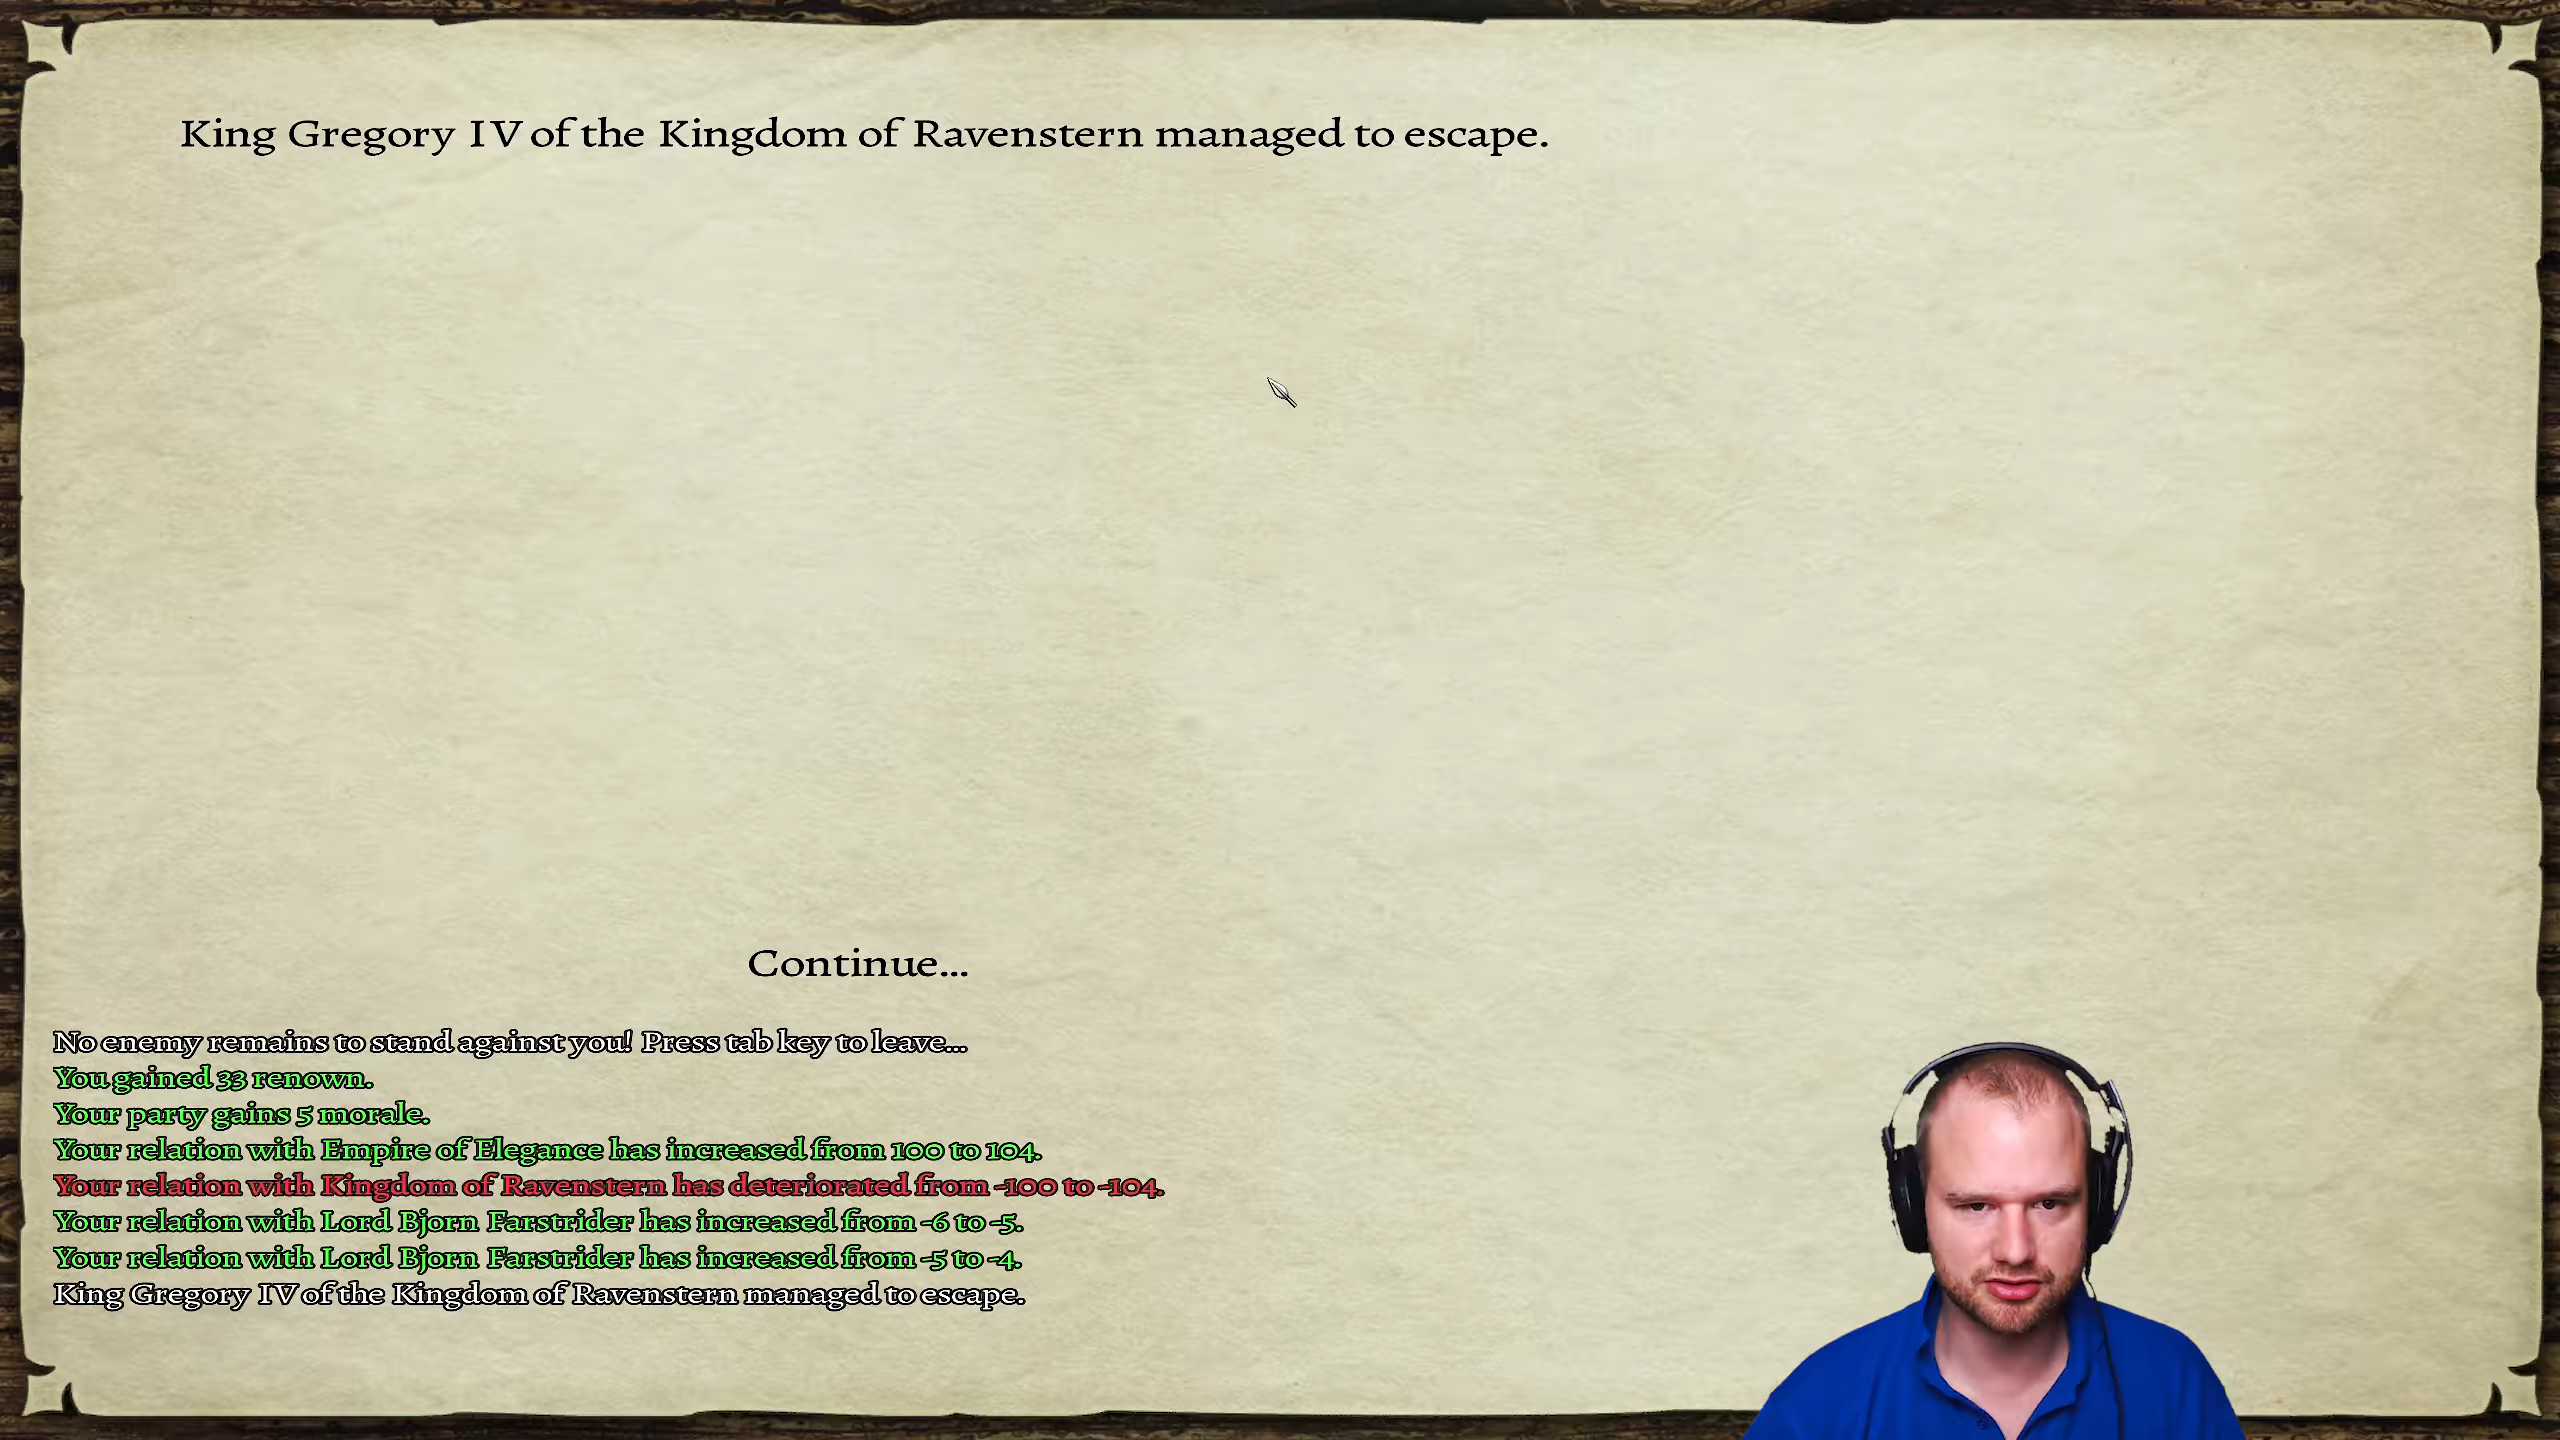 King Gregory IV of the Kingdom of Ravenstern managed to escape.
Continue...
No enemy remains to stand against you! Press tab key to leave...
You gained 33 renown.
Your party gains 5 morale.
Your relation with Empire of Elegance has increased from 100 to 104.
Your relation with Kingdom of Ravenstern has deteriorated from -100 to -104.
Your relation with Lord Bjorn Farstrider has increased from -6 to -5.
Your relation with Lord Bjorn Farstrider has increased from -5 to -4.
King Gregory IV of the Kingdom of Ravenstern managed to escape.